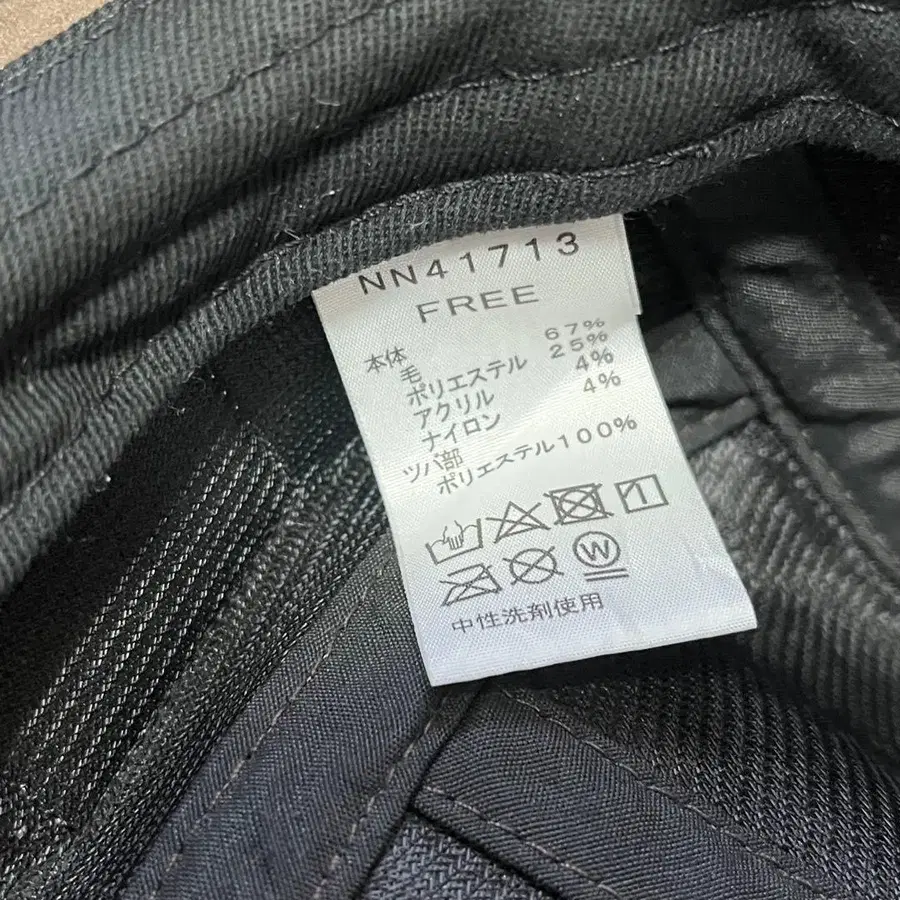 NN41713
FREE
本体
毛 67%
ポリエステル 25%
アクリル 4%
ナイロン 4%
ツバ部
ポリエステル100%
1
W
中性洗剤使用